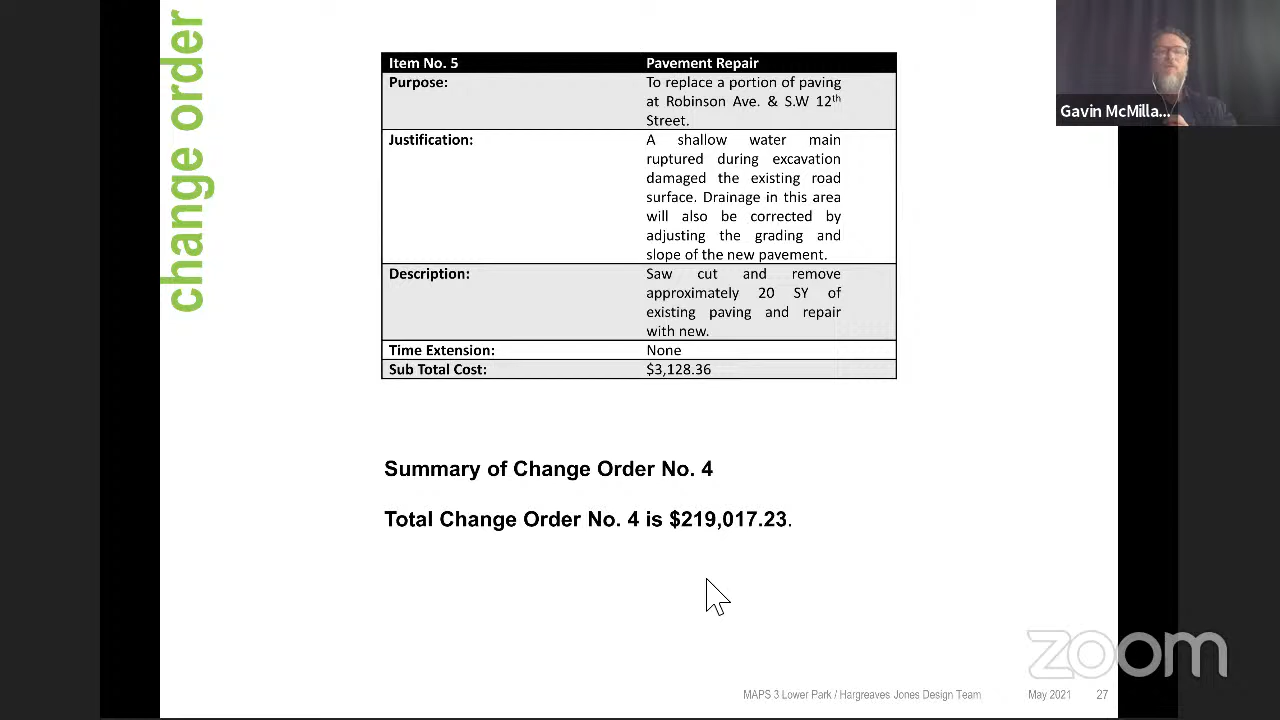 change order
Item No. 5 Pavement Repair
Purpose: To replace a portion of paving
at Robinson Ave. & S.W 12th
Street.
Justification: A shallow water main
ruptured during excavation
damaged the existing road
surface. Drainage in this area
will also be corrected by
adjusting the grading and
slope of the new pavement.
Description: Saw cut and remove
approximately 20 SY of
existing paving and repair
with new.
Time Extension: None
Sub Total Cost: $3,128.36
Summary of Change Order No. 4
Total Change Order No. 4 is $219,017.23.
Gavin McMilla...
zoom
MAPS 3 Lower Park / Hargreaves Jones Design Team May 2021 27